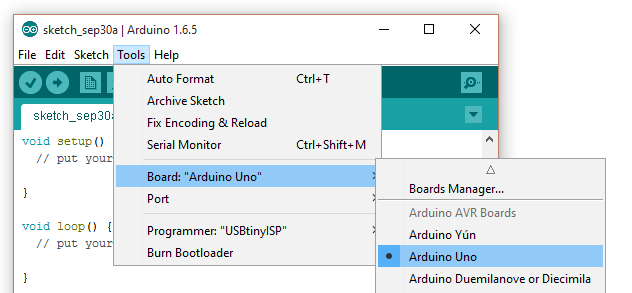 sketch_sep30a | Arduino 1.6.5
File Edit Sketch Tools Help
Auto Format Ctrl+T
Archive Sketch
Fix Encoding & Reload
Serial Monitor Ctrl+Shift+M
Board: "Arduino Uno"
Port
Programmer: "USBtinyISP"
Burn Bootloader
Boards Manager...
Arduino AVR Boards
Arduino Yún
Arduino Uno
Arduino Duemilanove or Diecimila
sketch_sep30a
void setup()
// put your
}
void loop() {
// put your
}